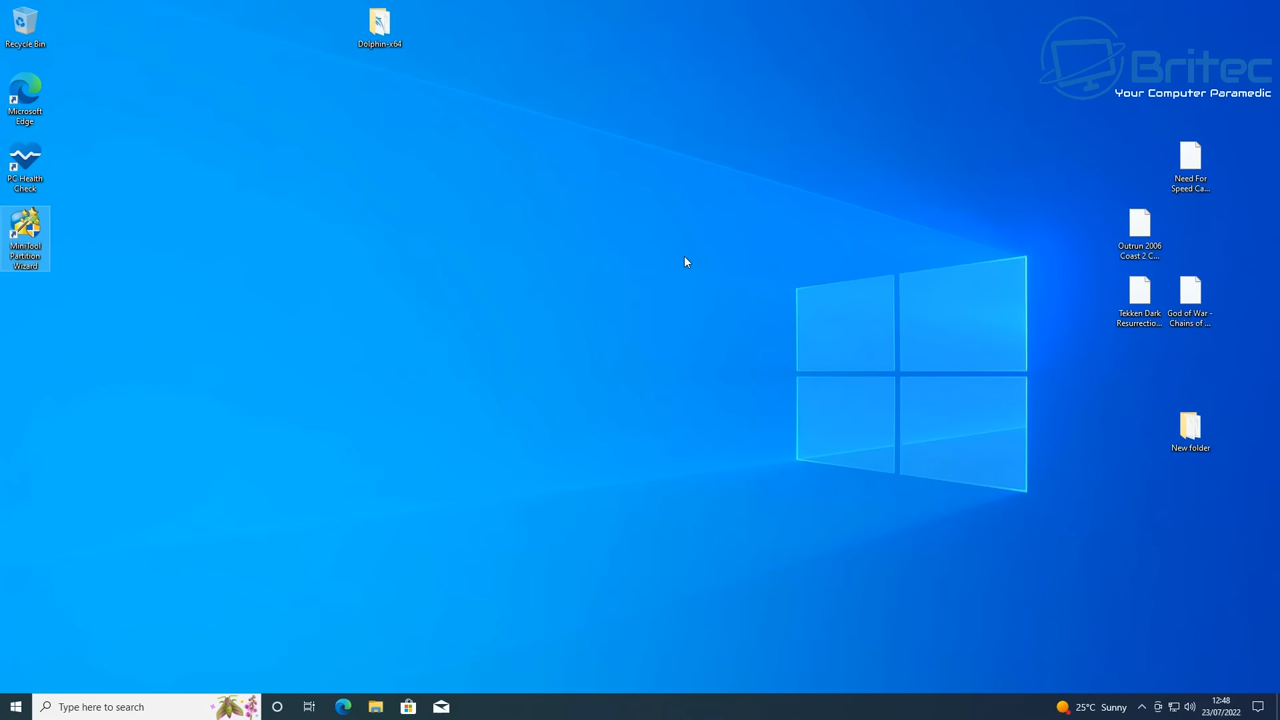 Recycle Bin
Dolphin-x64
Britec
Your Computer Paramedic
Microsoft
Edge
PC Health
Check
Need For
Speed Ca...
MiniTool
Partition
Wizard
Outrun 2006
Coast 2 C...
Tekken Dark
Resurrectio...
God of War -
Chains of ...
New folder
Type here to search
25°C Sunny
12:48
23/07/2022